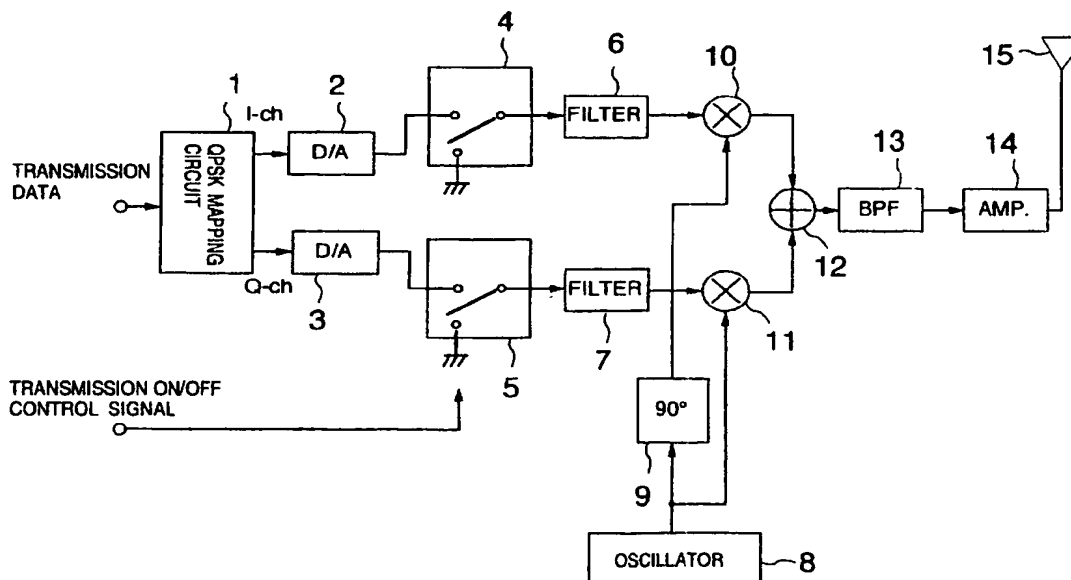 4
6
10
15
1
I-ch
2
D/A
FILTER
13
14
TRANSMISSION
DATA
QPSK MAPPING
CIRCUIT
BPF
AMP.
12
D/A
Q-ch
3
FILTER
11
7
5
TRANSMISSION ON/OFF
CONTROL SIGNAL
90°
9
OSCILLATOR
8